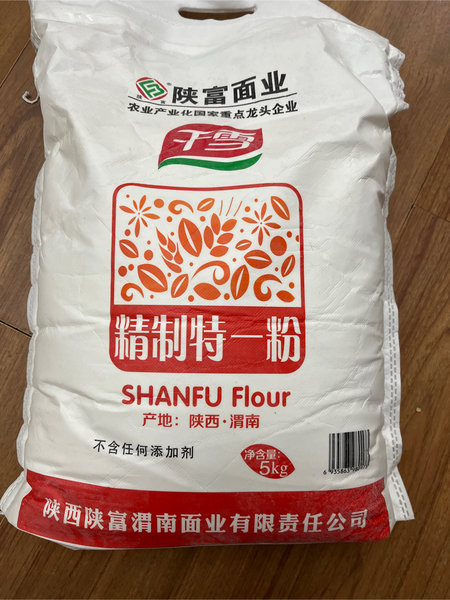 陕富面业
农业产业化国家重点龙头企业
千雪
精制特一粉
SHANFU Flour
产地：陕西·渭南
不含任何添加剂
净含量：
5kg
陕西陕富渭南面业有限责任公司